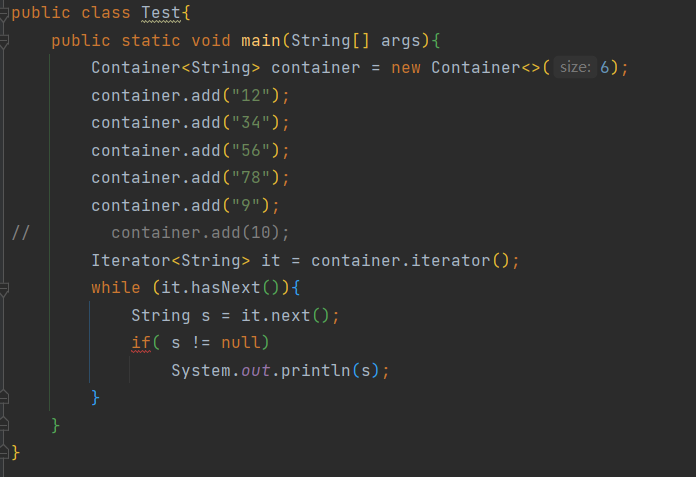 public class Test{
    public static void main(String[] args){
        Container<String> container = new Container<>( size: 6);
        container.add("12");
        container.add("34");
        container.add("56");
        container.add("78");
        container.add("9");
//        container.add(10);
        Iterator<String> it = container.iterator();
        while (it.hasNext()){
            String s = it.next();
            if( s != null)
                System.out.println(s);
        }
    }
}